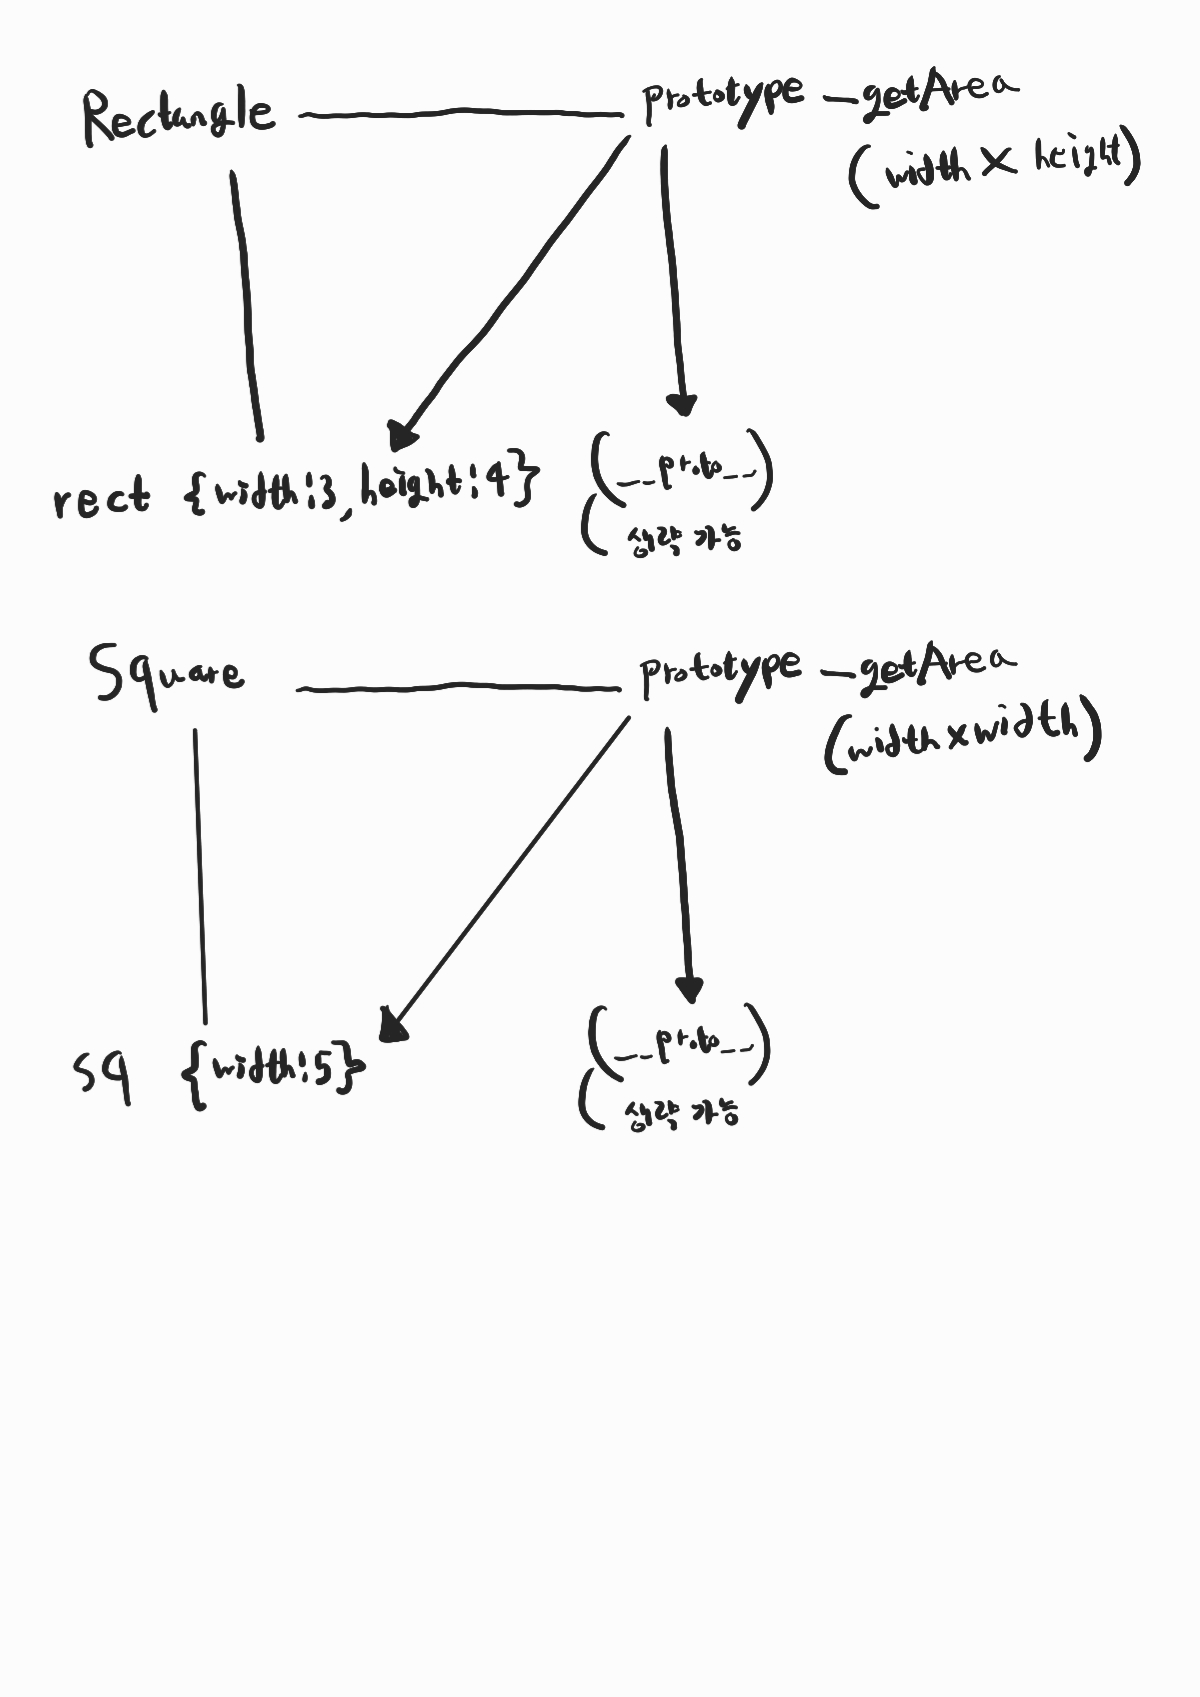 Rectangle prototype - getArea
(width X height)
rect {width:3, height:4} (__proto__)
( 생략 가능
Square prototype - getArea
(width x width)
sq {width:5} (__proto__)
( 생략 가능